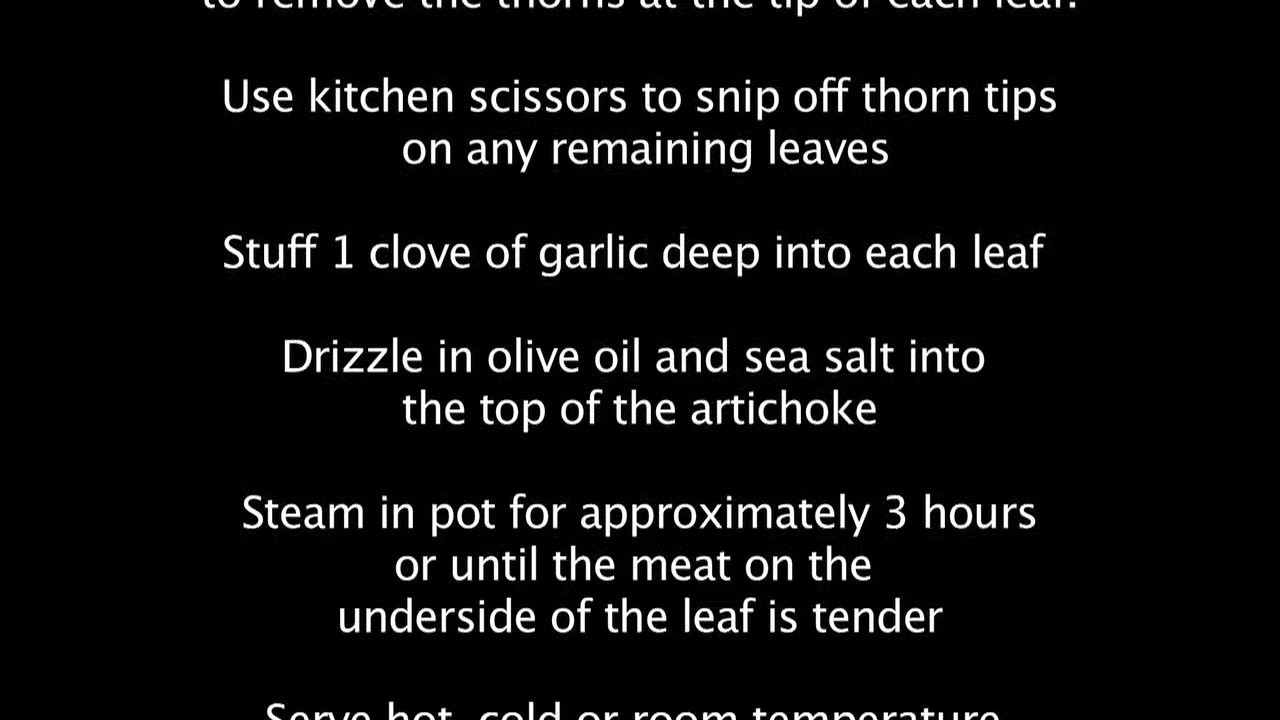 to remove the thorns at the tip of each leaf.
Use kitchen scissors to snip off thorn tips
on any remaining leaves
Stuff 1 clove of garlic deep into each leaf
Drizzle in olive oil and sea salt into
the top of the artichoke
Steam in pot for approximately 3 hours
or until the meat on the
underside of the leaf is tender
Serve hot, cold or room temperature